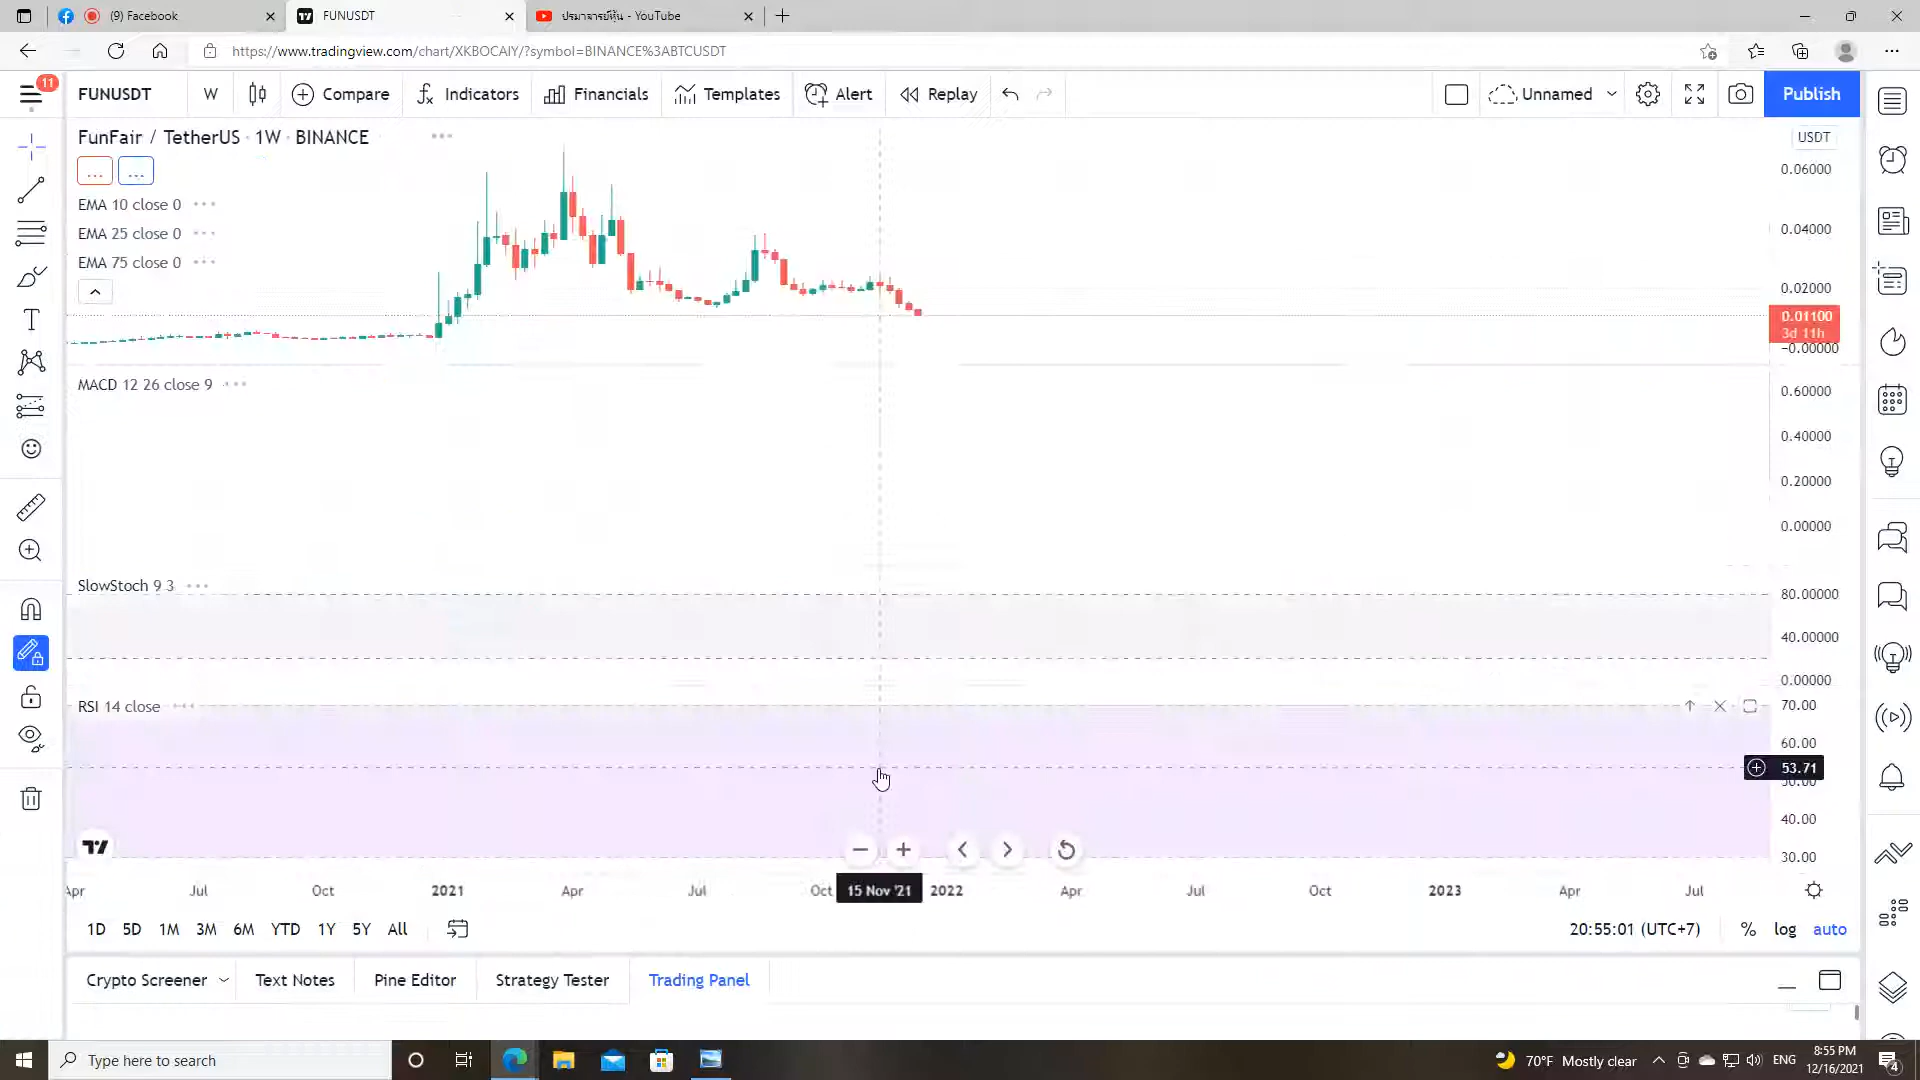 (9) Facebook
FUNUSDT
ปรมาจารย์หุ้น - YouTube
https://www.tradingview.com/chart/XKBOCAIY/?symbol=BINANCE%3ABTCUSDT
11
FUNUSDT
W
Compare
Indicators
Financials
Templates
Alert
Replay
Unnamed
Publish
FunFair / TetherUS · 1W · BINANCE
USDT
EMA 10 close 0
EMA 25 close 0
EMA 75 close 0
0.06000
0.04000
0.02000
0.01100
3d 11h
−0.00000
MACD 12 26 close 9
0.60000
0.40000
0.20000
0.00000
SlowStoch 9 3
80.00000
40.00000
0.00000
RSI 14 close
70.00
60.00
53.71
50.00
40.00
30.00
Apr
Jul
Oct
2021
Apr
Jul
Oct
15 Nov '21
2022
Apr
Jul
Oct
2023
Apr
Jul
1D
5D
1M
3M
6M
YTD
1Y
5Y
All
20:55:01 (UTC+7)
%
log
auto
Crypto Screener
Text Notes
Pine Editor
Strategy Tester
Trading Panel
Type here to search
70°F Mostly clear
ENG
8:55 PM
12/16/2021
4